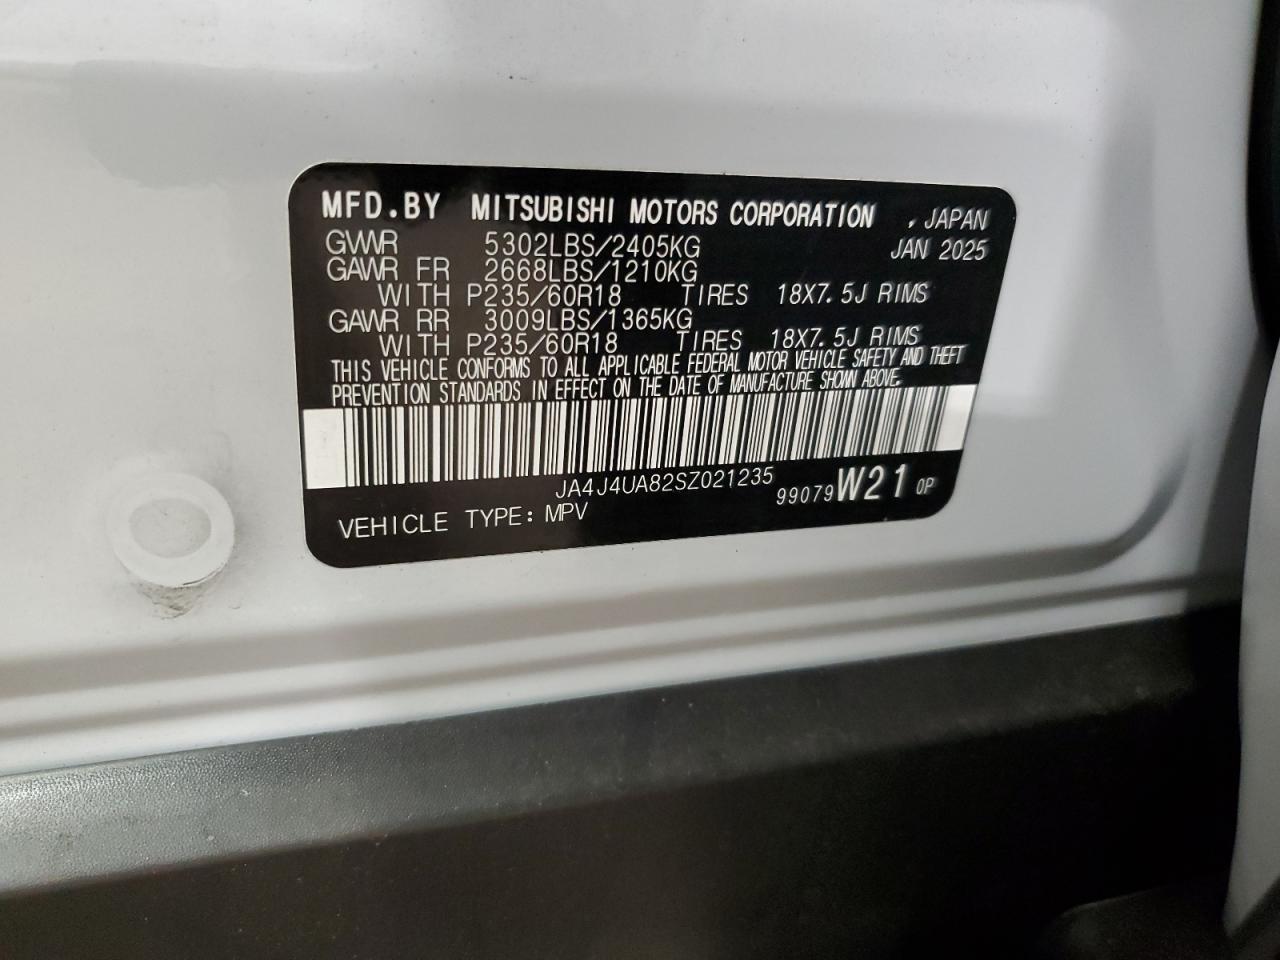 MFD.BY MITSUBISHI MOTORS CORPORATION , JAPAN
GVWR 5302LBS/2405KG JAN 2025
GAWR FR 2668LBS/1210KG
WITH P235/60R18 TIRES 18X7.5J RIMS
GAWR RR 3009LBS/1365KG
WITH P235/60R18 TIRES 18X7.5J RIMS
THIS VEHICLE CONFORMS TO ALL APPLICABLE FEDERAL MOTOR VEHICLE SAFETY AND THEFT
PREVENTION STANDARDS IN EFFECT ON THE DATE OF MANUFACTURE SHOWN ABOVE.
JA4J4UA82SZ021235
VEHICLE TYPE: MPV 99079 W21 0P